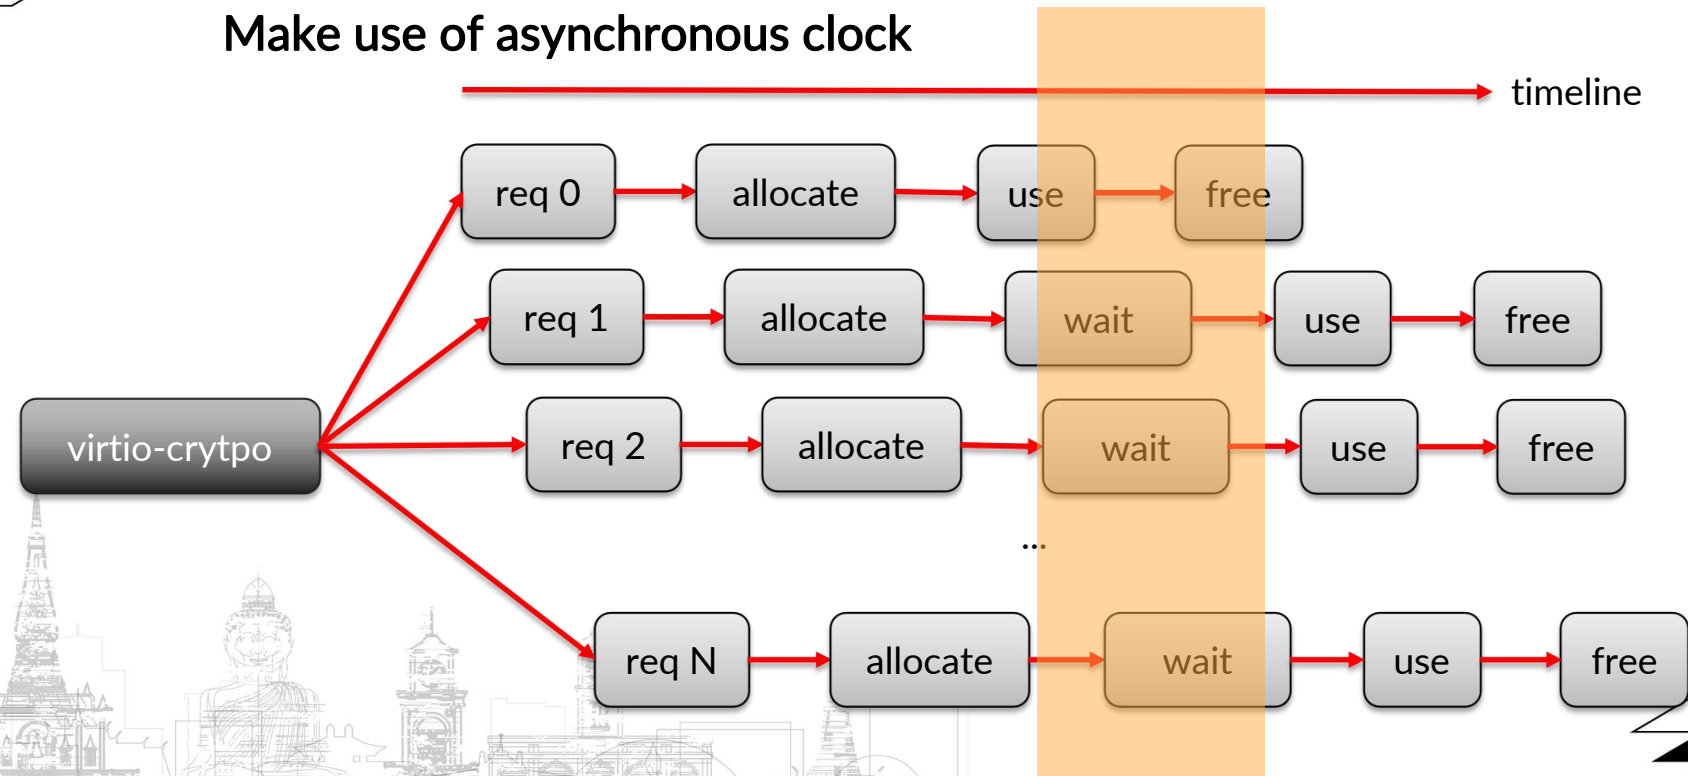 Make use of asynchronous clock
timeline
req 0 allocate use free
req 1 allocate wait use free
virtio-crytpo
req 2 allocate wait use free
...
req N allocate wait use free